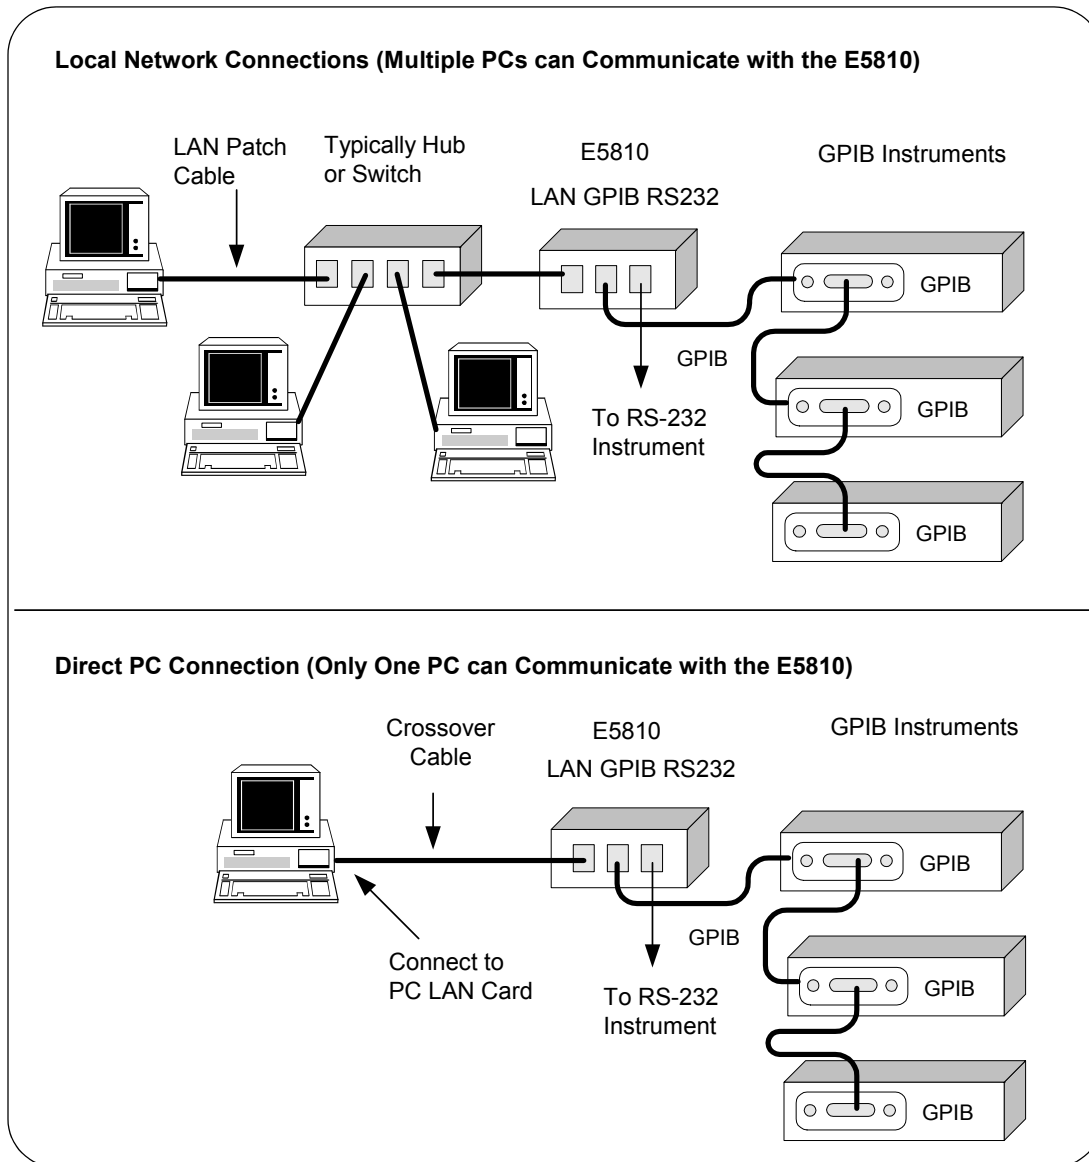 Local Network Connections (Multiple PCs can Communicate with the E5810)
LAN Patch
Cable
Typically Hub
or Switch
E5810
LAN GPIB RS232
GPIB Instruments
GPIB
GPIB
To RS-232
Instrument
GPIB
GPIB
Direct PC Connection (Only One PC can Communicate with the E5810)
Crossover
Cable
E5810
LAN GPIB RS232
GPIB Instruments
GPIB
GPIB
Connect to
PC LAN Card
To RS-232
Instrument
GPIB
GPIB